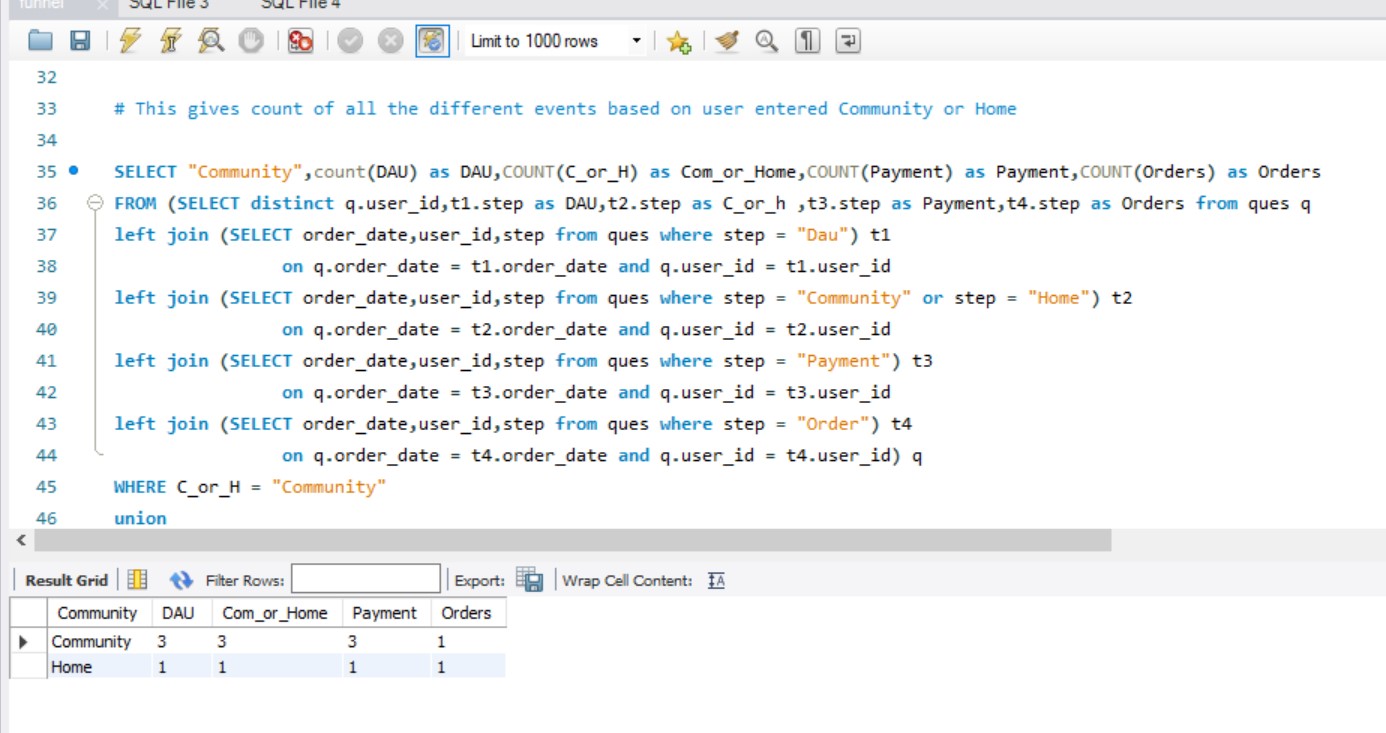 funnel SQL File 3 SQL File 4
Limit to 1000 rows
32
33 # This gives count of all the different events based on user entered Community or Home
34
35 SELECT "Community",count(DAU) as DAU,COUNT(C_or_H) as Com_or_Home,COUNT(Payment) as Payment,COUNT(Orders) as Orders
36 FROM (SELECT distinct q.user_id,t1.step as DAU,t2.step as C_or_h ,t3.step as Payment,t4.step as Orders from ques q
37 left join (SELECT order_date,user_id,step from ques where step = "Dau") t1
38 on q.order_date = t1.order_date and q.user_id = t1.user_id
39 left join (SELECT order_date,user_id,step from ques where step = "Community" or step = "Home") t2
40 on q.order_date = t2.order_date and q.user_id = t2.user_id
41 left join (SELECT order_date,user_id,step from ques where step = "Payment") t3
42 on q.order_date = t3.order_date and q.user_id = t3.user_id
43 left join (SELECT order_date,user_id,step from ques where step = "Order") t4
44 on q.order_date = t4.order_date and q.user_id = t4.user_id) q
45 WHERE C_or_H = "Community"
46 union
Result Grid Filter Rows: Export: Wrap Cell Content:
Community DAU Com_or_Home Payment Orders
Community 3 3 3 1
Home 1 1 1 1